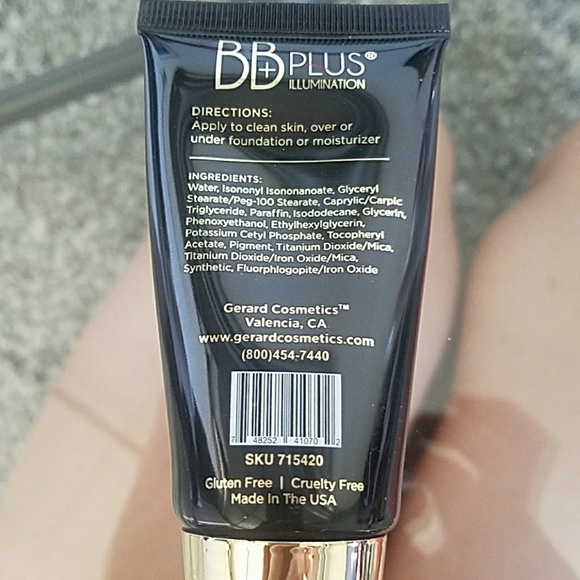 BB+ PLUS®
ILLUMINATION
DIRECTIONS:
Apply to clean skin, over or
under foundation or moisturizer
INGREDIENTS:
Water, Isononyl Isononanoate, Glyceryl
Stearate/Peg-100 Stearate, Caprylic/Carpic
Triglyceride, Paraffin, Isododecane, Glycerin,
Phenoxyethanol, Ethylhexylglycerin,
Potassium Cetyl Phosphate, Tocopheryl
Acetate, Pigment, Titanium Dioxide/Mica,
Titanium Dioxide/Iron Oxide/Mica,
Synthetic, Fluorphlogopite/Iron Oxide
Gerard Cosmetics™
Valencia, CA
www.gerardcosmetics.com
(800)454-7440
7 48252 41070 2
SKU 715420
Gluten Free | Cruelty Free
Made In The USA